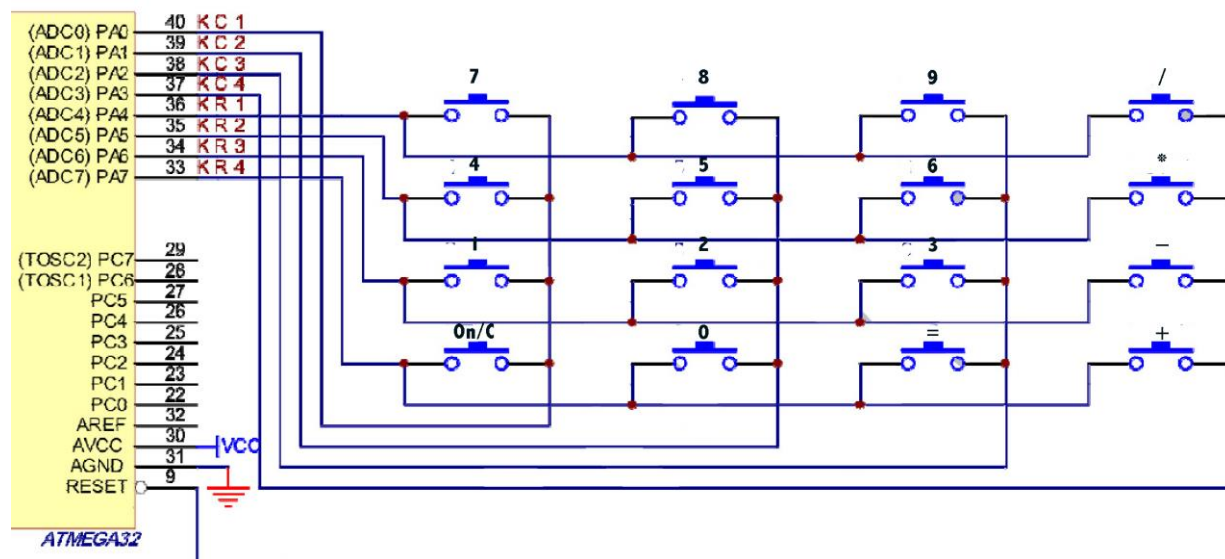 (ADC0) PA0 40 KC1
(ADC1) PA1 39 KC2
(ADC2) PA2 38 KC3
(ADC3) PA3 37 KC4
(ADC4) PA4 36 KR1
(ADC5) PA5 35 KR2
(ADC6) PA6 34 KR3
(ADC7) PA7 33 KR4
7 8 9 /
4 5 6 *
1 2 3 -
On/C 0 = +
(TOSC2) PC7 29
(TOSC1) PC6 28
PC5 27
PC4 26
PC3 25
PC2 24
PC1 23
PC0 22
AREF 32
AVCC 30 VCC
AGND 31
RESET 9
ATMEGA32